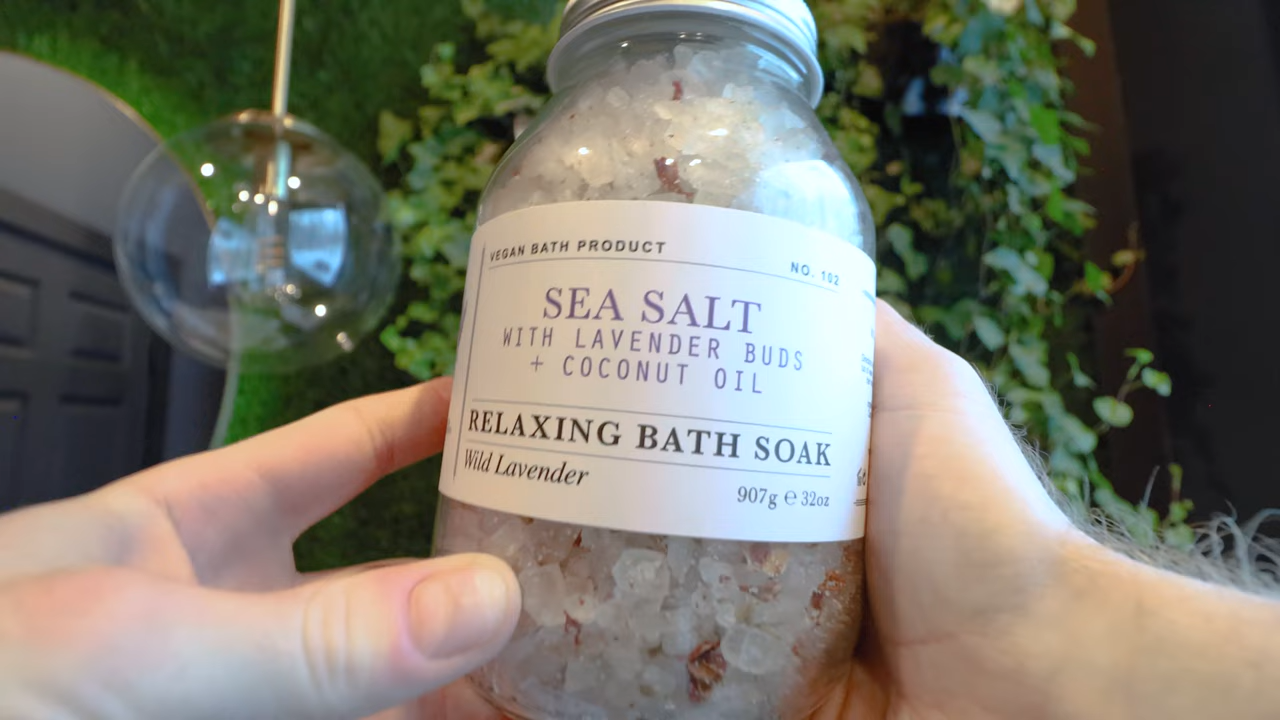 VEGAN BATH PRODUCT
NO. 102
SEA SALT
WITH LAVENDER BUDS
+ COCONUT OIL
RELAXING BATH SOAK
Wild Lavender
907g ℮ 32oz